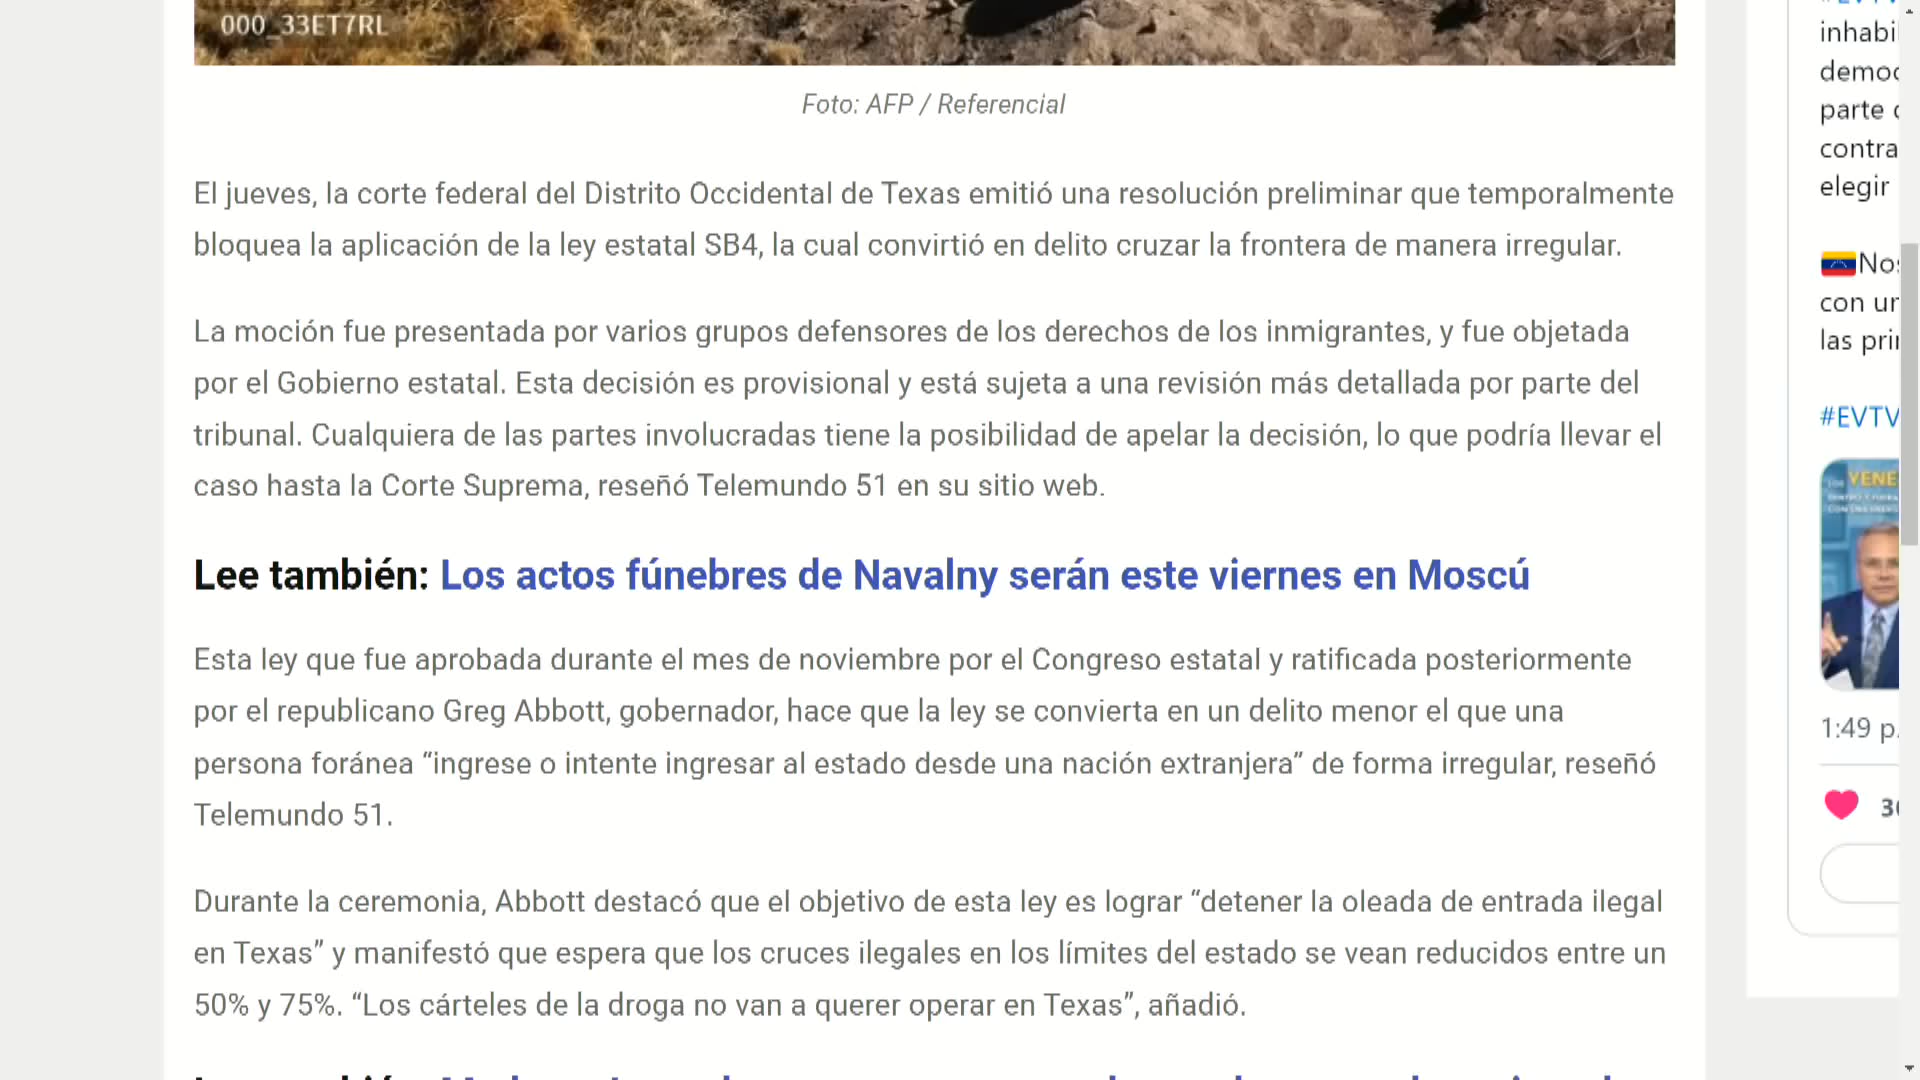 000_33ET7RL
Foto: AFP / Referencial
El jueves, la corte federal del Distrito Occidental de Texas emitió una resolución preliminar que temporalmente
bloquea la aplicación de la ley estatal SB4, la cual convirtió en delito cruzar la frontera de manera irregular.
La moción fue presentada por varios grupos defensores de los derechos de los inmigrantes, y fue objetada
por el Gobierno estatal. Esta decisión es provisional y está sujeta a una revisión más detallada por parte del
tribunal. Cualquiera de las partes involucradas tiene la posibilidad de apelar la decisión, lo que podría llevar el
caso hasta la Corte Suprema, reseñó Telemundo 51 en su sitio web.
Lee también: Los actos fúnebres de Navalny serán este viernes en Moscú
Esta ley que fue aprobada durante el mes de noviembre por el Congreso estatal y ratificada posteriormente
por el republicano Greg Abbott, gobernador, hace que la ley se convierta en un delito menor el que una
persona foránea “ingrese o intente ingresar al estado desde una nación extranjera” de forma irregular, reseñó
Telemundo 51.
Durante la ceremonia, Abbott destacó que el objetivo de esta ley es lograr “detener la oleada de entrada ilegal
en Texas” y manifestó que espera que los cruces ilegales en los límites del estado se vean reducidos entre un
50% y 75%. “Los cárteles de la droga no van a querer operar en Texas”, añadió.
inhabi
democ
parte
contra
elegir
Nos
con un
las pri
#EVTV
VENE
1:49 p.